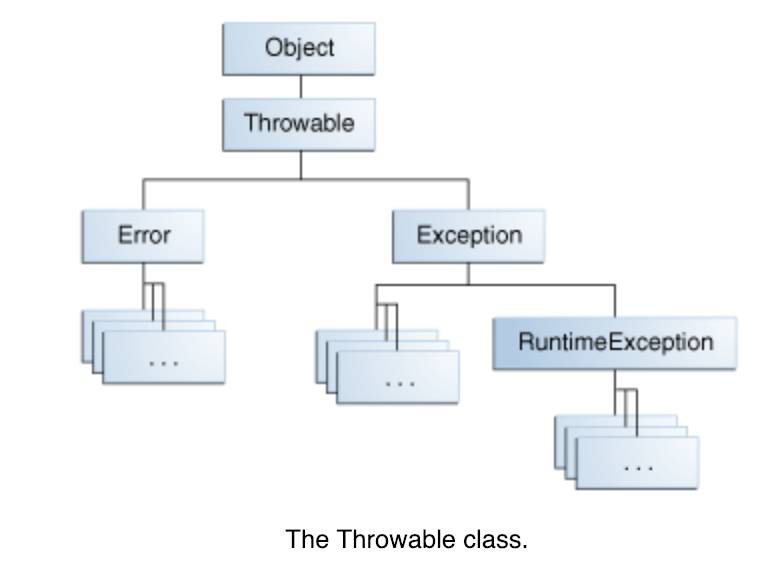 Object
Throwable
Error
Exception
...
...
RuntimeException
...
The Throwable class.